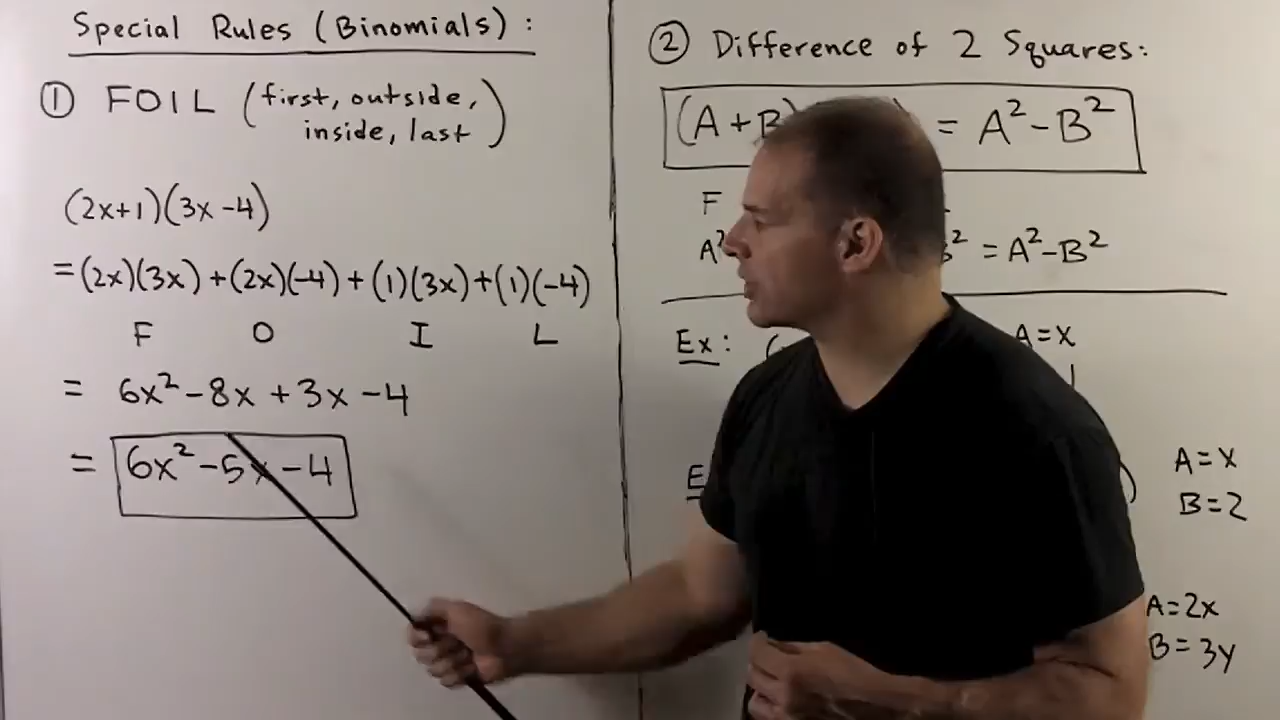 Special Rules (Binomials):
① FOIL (first, outside,
inside, last)
(2x+1)(3x-4)
=(2x)(3x)+(2x)(-4)+(1)(3x)+(1)(-4)
F O I L
= 6x²-8x+3x-4
= 6x²-5x-4
② Difference of 2 Squares:
(A+B) = A²-B²
F
A² ² = A²-B²
Ex: ( A=x
A=x
B=2
A=2x
B=3y